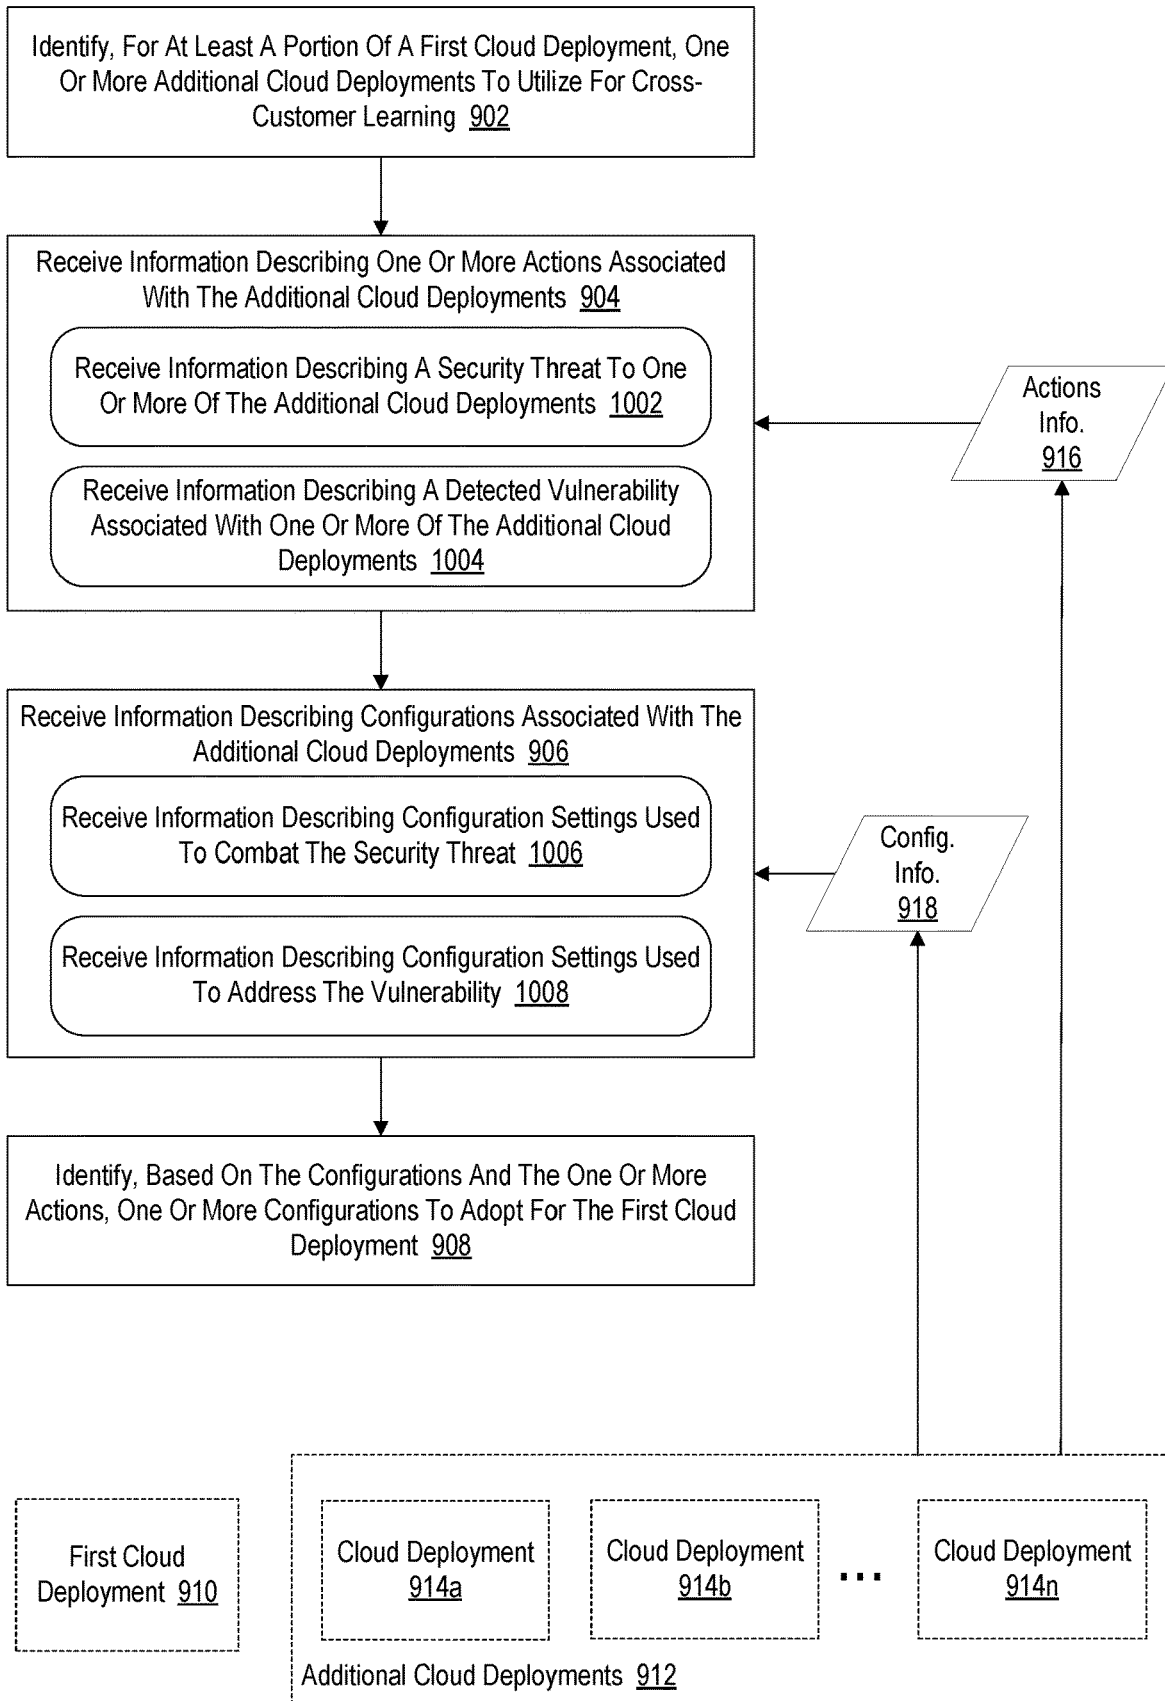 Identify, For At Least A Portion Of A First Cloud Deployment, One
Or More Additional Cloud Deployments To Utilize For Cross-
Customer Learning 902
Receive Information Describing One Or More Actions Associated
With The Additional Cloud Deployments 904
Receive Information Describing A Security Threat To One
Or More Of The Additional Cloud Deployments 1002
Receive Information Describing A Detected Vulnerability
Associated With One Or More Of The Additional Cloud
Deployments 1004
Actions
Info.
916
Receive Information Describing Configurations Associated With The
Additional Cloud Deployments 906
Receive Information Describing Configuration Settings Used
To Combat The Security Threat 1006
Receive Information Describing Configuration Settings Used
To Address The Vulnerability 1008
Config.
Info.
918
Identify, Based On The Configurations And The One Or More
Actions, One Or More Configurations To Adopt For The First Cloud
Deployment 908
First Cloud
Deployment 910
Cloud Deployment
914a
Cloud Deployment
914b
...
Cloud Deployment
914n
Additional Cloud Deployments 912